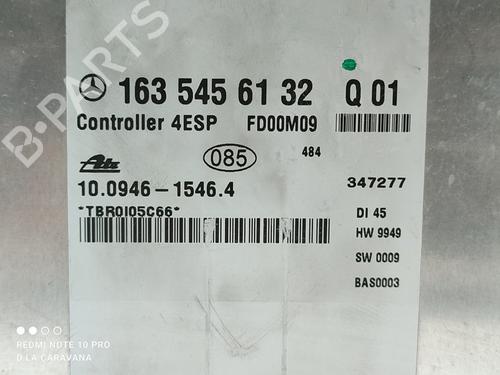 163 545 61 32 Q 01
Controller 4ESP FD00M09
Ate 085 484
10.0946-1546.4 347277
*TBR0I05C66* DI 45
HW 9949
SW 0009
BAS0003
B-PARTS
REDMI NOTE 10 PRO
D LA CARAVANA